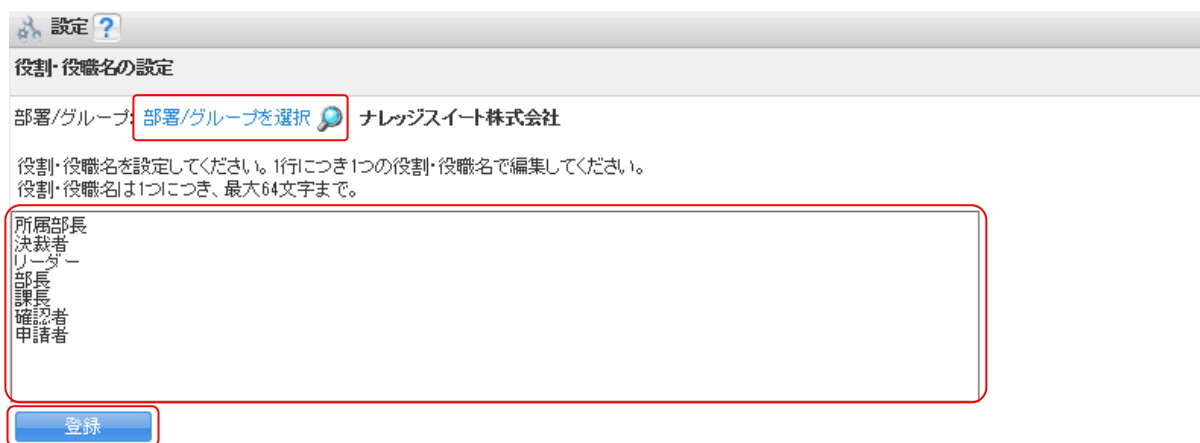 設定 ?
役割・役職名の設定
部署/グループ: 部署/グループを選択 ナレッジスイート株式会社
役割・役職名を設定してください。1行につき1つの役割・役職名で編集してください。
役割・役職名は1つにつき、最大64文字まで。
所属部長
決裁者
リーダー
部長
課長
確認者
申請者
登録